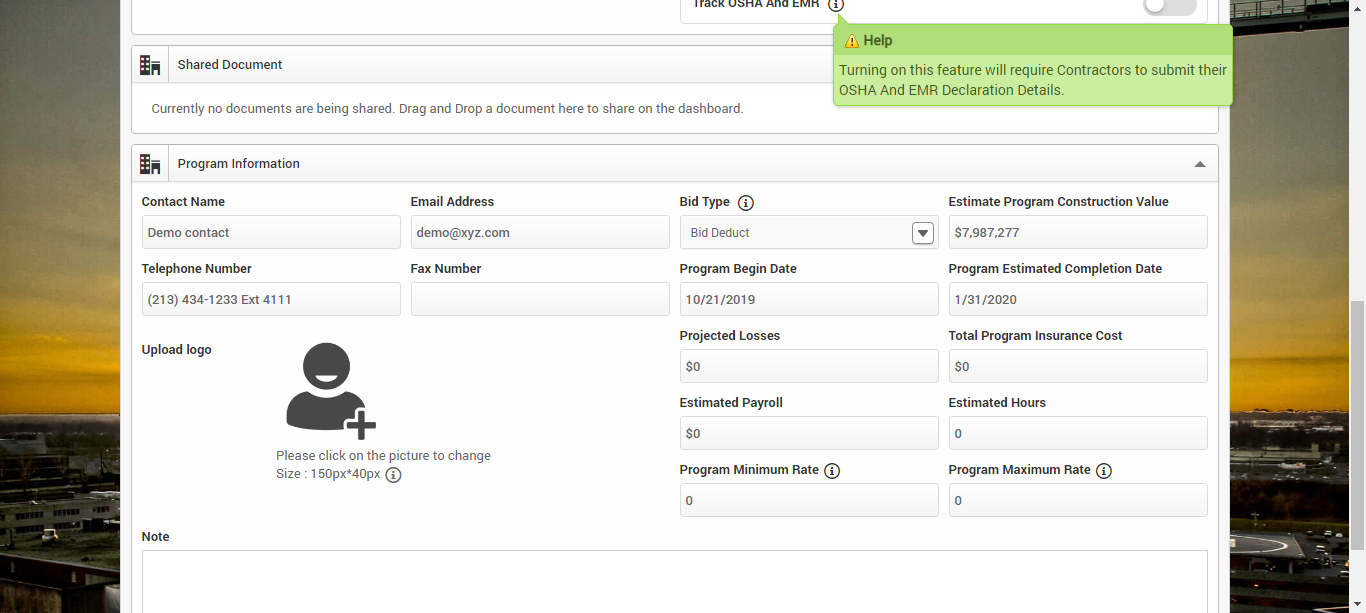 Track OSHA And EMR
Help
Turning on this feature will require Contractors to submit their
OSHA And EMR Declaration Details.
Shared Document
Currently no documents are being shared. Drag and Drop a document here to share on the dashboard.
Program Information
Contact Name
Email Address
Bid Type
Estimate Program Construction Value
Demo contact
demo@xyz.com
Bid Deduct
$7,987,277
Telephone Number
Fax Number
Program Begin Date
Program Estimated Completion Date
(213) 434-1233 Ext 4111
10/21/2019
1/31/2020
Upload logo
Projected Losses
Total Program Insurance Cost
$0
$0
Estimated Payroll
Estimated Hours
$0
0
Please click on the picture to change
Size : 150px*40px
Program Minimum Rate
Program Maximum Rate
0
0
Note